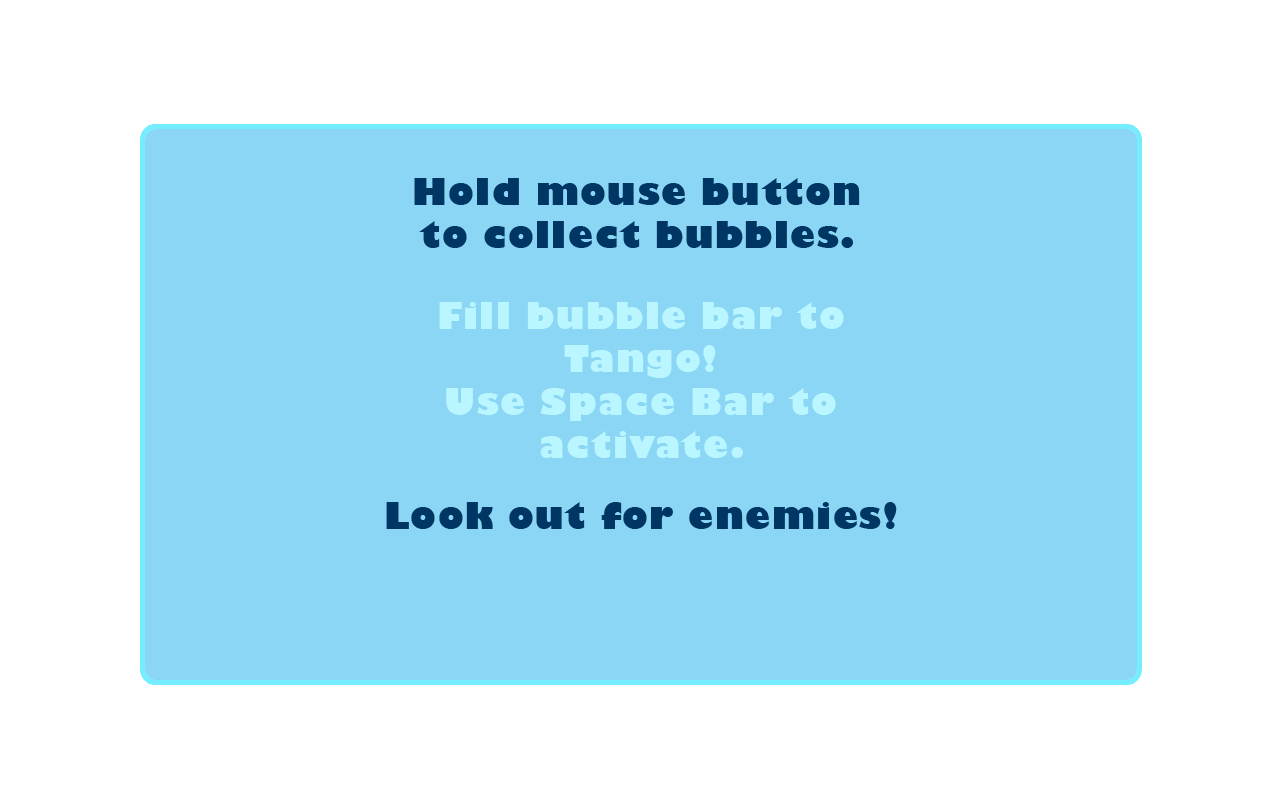 Hold mouse button
to collect bubbles.
Fill bubble bar to
Tango!
Use Space Bar to
activate.
Look out for enemies!